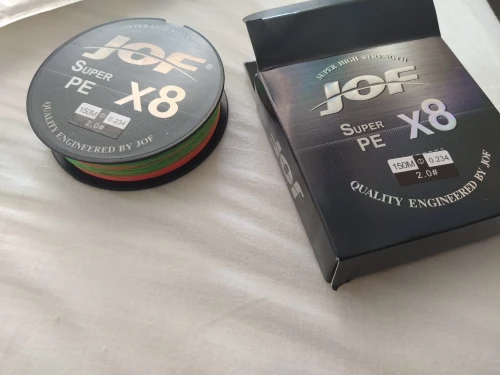 JOF®
SUPER
PE
X8
150M 0.234
2.0#
QUALITY ENGINEERED BY JOF
SUPER HIGH STRENGTH
JOF
SUPER
PE
X8
150M 0.234
2.0#
QUALITY ENGINEERED BY JOF
JOF